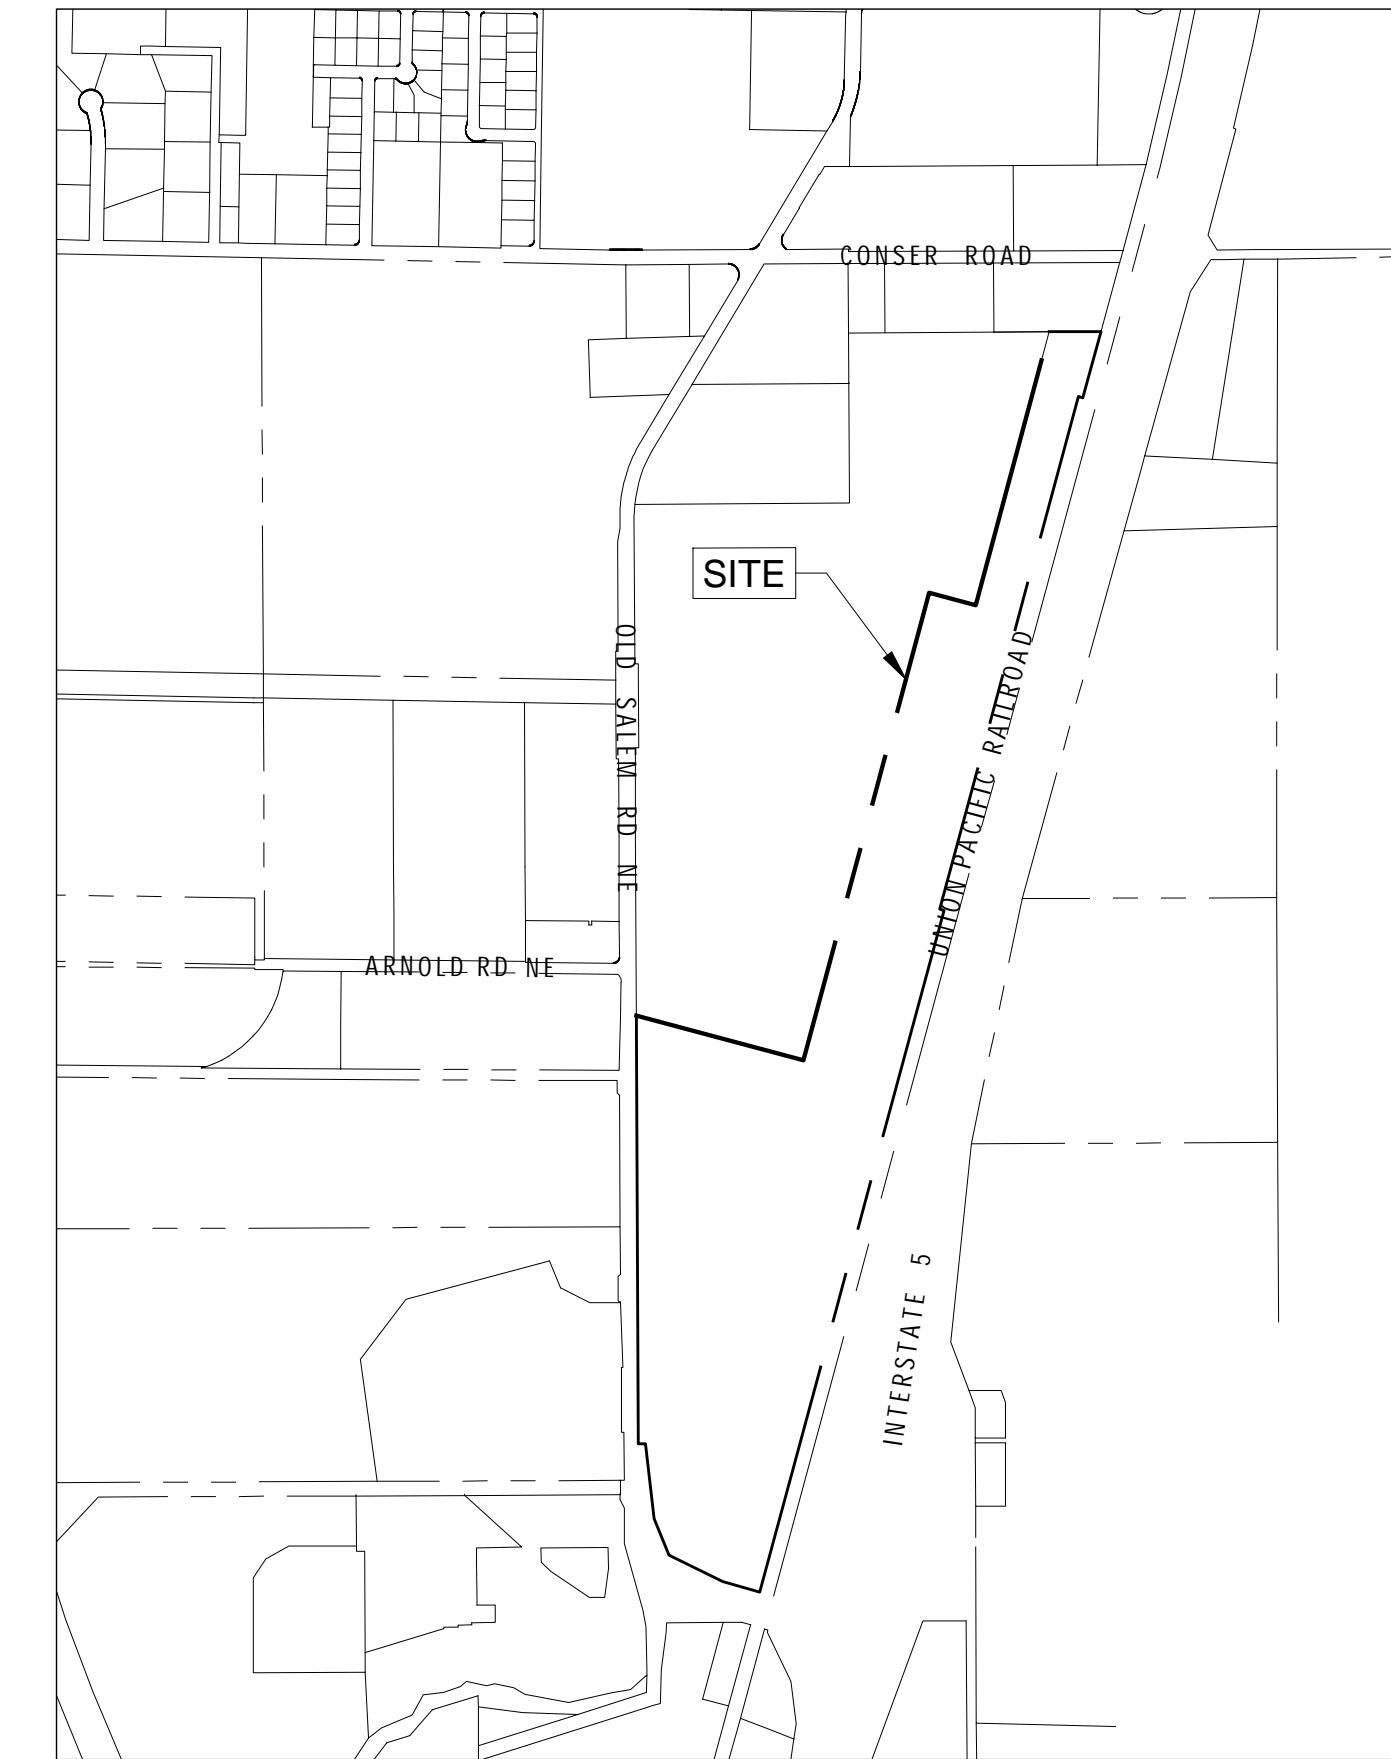 CONSER ROAD
SITE
OLD SALEM RD NE
UNION PACIFIC RAILROAD
ARNOLD RD NE
INTERSTATE 5